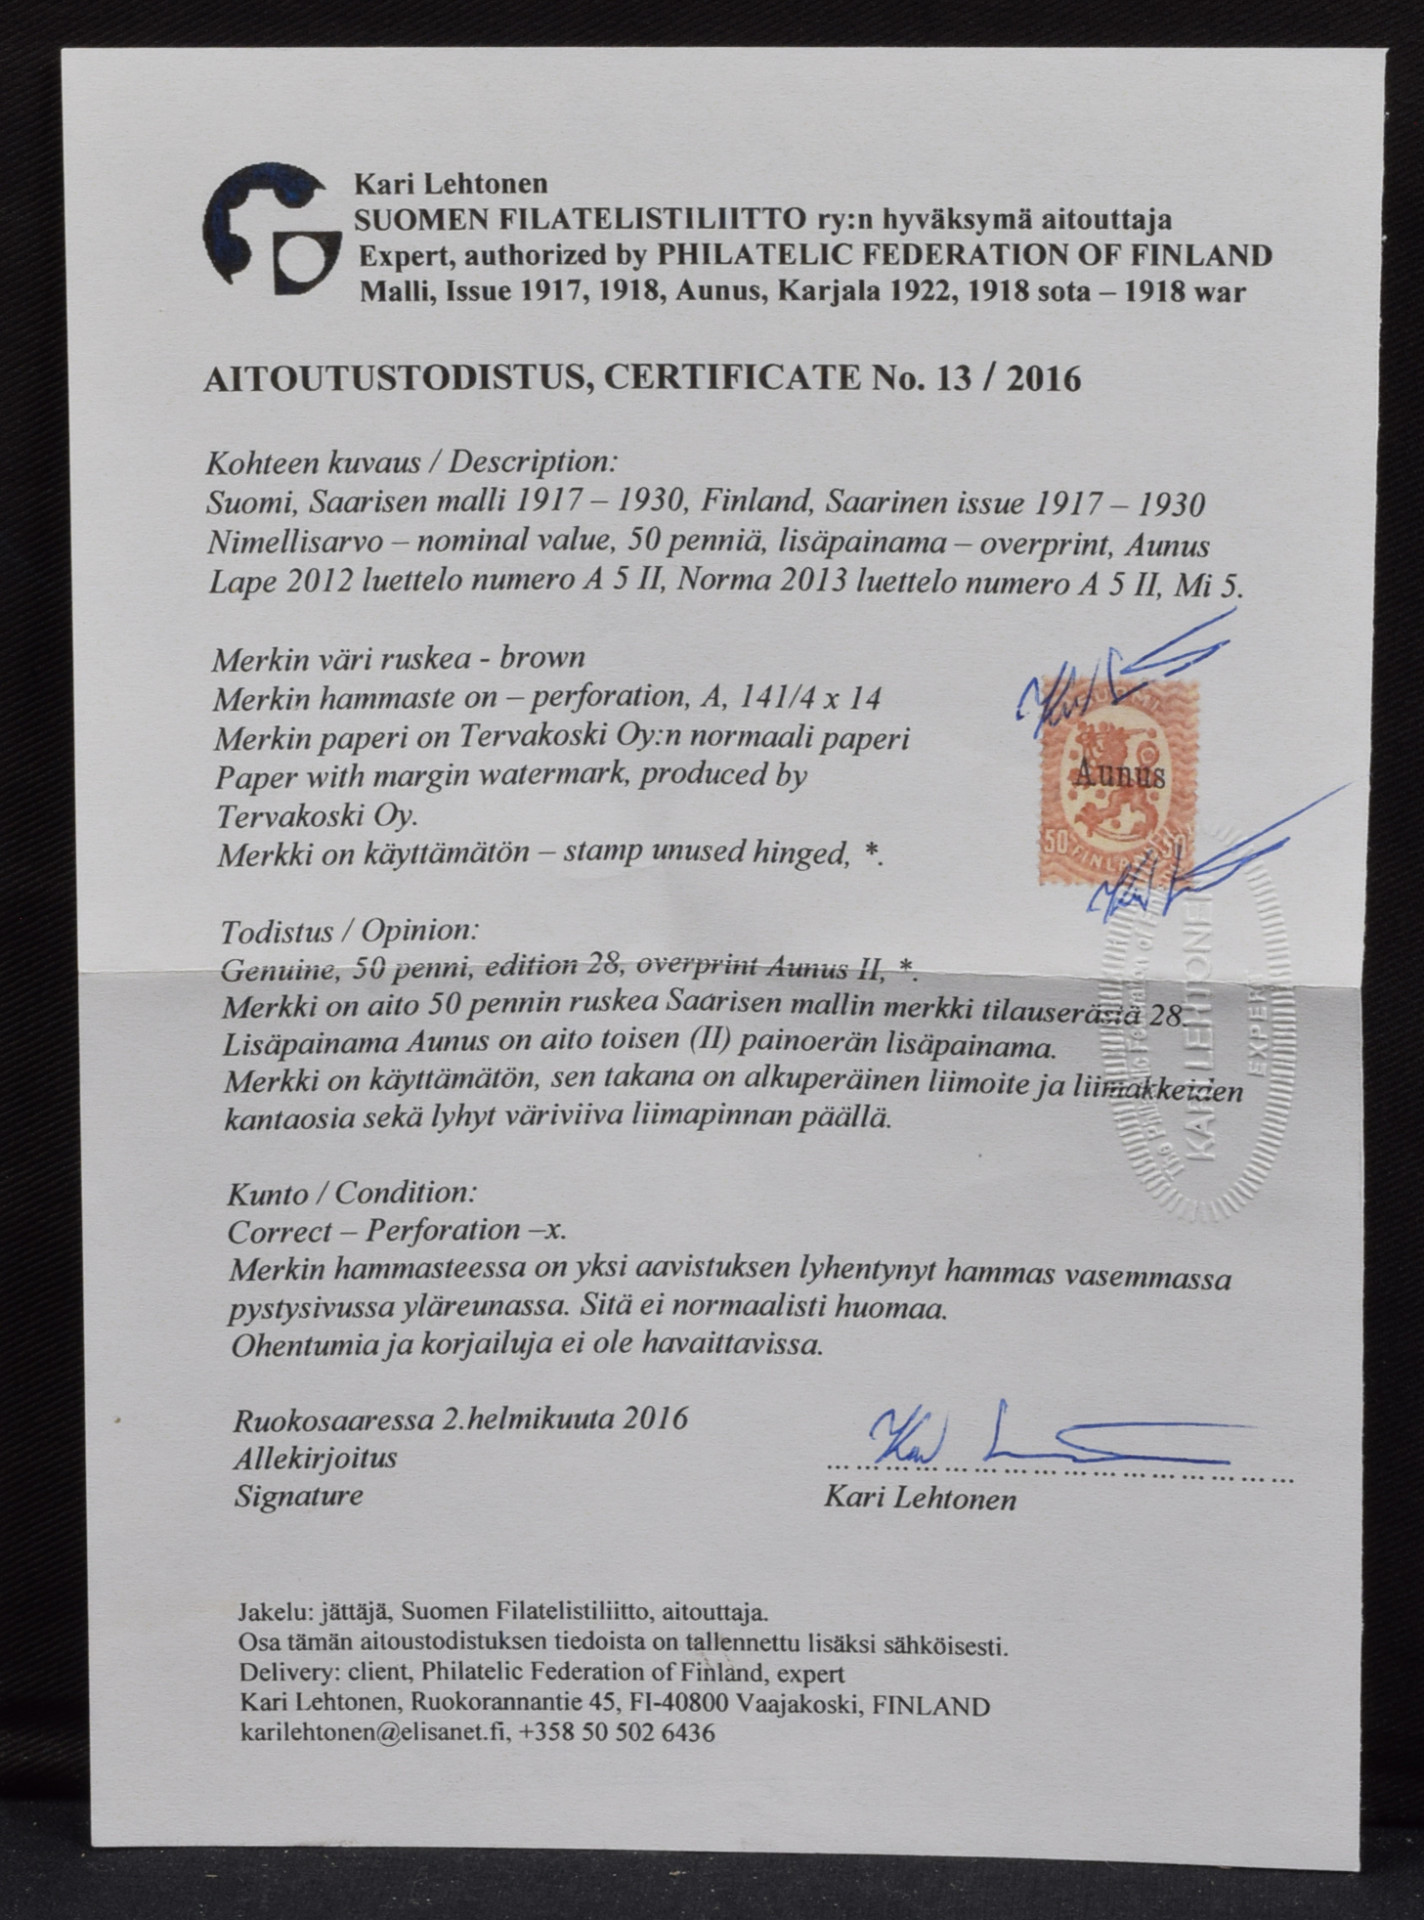 Kari Lehtonen
SUOMEN FILATELISTILIITTO ry:n hyväksymä aitouttaja
Expert, authorized by PHILATELIC FEDERATION OF FINLAND
Malli, Issue 1917, 1918, Aunus, Karjala 1922, 1918 sota – 1918 war
AITOUTUSTODISTUS, CERTIFICATE No. 13 / 2016
Kohteen kuvaus / Description:
Suomi, Saarisen malli 1917 – 1930, Finland, Saarinen issue 1917 – 1930
Nimellisarvo – nominal value, 50 penniä, lisäpainama – overprint, Aunus
Lape 2012 luettelo numero A 5 II, Norma 2013 luettelo numero A 5 II, Mi 5.
Merkin väri ruskea - brown
Merkin hammaste on – perforation, A, 141/4 x 14
Merkin paperi on Tervakoski Oy:n normaali paperi
Paper with margin watermark, produced by
Tervakoski Oy.
Merkki on käyttämätön – stamp unused hinged, *.
Aunus
50
FINLAND
Todistus / Opinion:
Genuine, 50 penni, edition 28, overprint Aunus II, *.
Merkki on aito 50 pennin ruskea Saarisen mallin merkki tilauserästä 28.
Lisäpainama Aunus on aito toisen (II) painoerän lisäpainama.
Merkki on käyttämätön, sen takana on alkuperäinen liimoite ja liimakkeiden
kantaosia sekä lyhyt väriviiva liimapinnan päällä.
The Philatelic Federation of
KARI LEHTONEN
EXPERT
Kunto / Condition:
Correct – Perforation –x.
Merkin hammasteessa on yksi aavistuksen lyhentynyt hammas vasemmassa
pystysivussa yläreunassa. Sitä ei normaalisti huomaa.
Ohentumia ja korjailuja ei ole havaittavissa.
Ruokosaaressa 2.helmikuuta 2016
Allekirjoitus
Signature
Kari Lehtonen
Jakelu: jättäjä, Suomen Filatelistiliitto, aitouttaja.
Osa tämän aitoustodistuksen tiedoista on tallennettu lisäksi sähköisesti.
Delivery: client, Philatelic Federation of Finland, expert
Kari Lehtonen, Ruokorannantie 45, FI-40800 Vaajakoski, FINLAND
karilehtonen@elisanet.fi, +358 50 502 6436